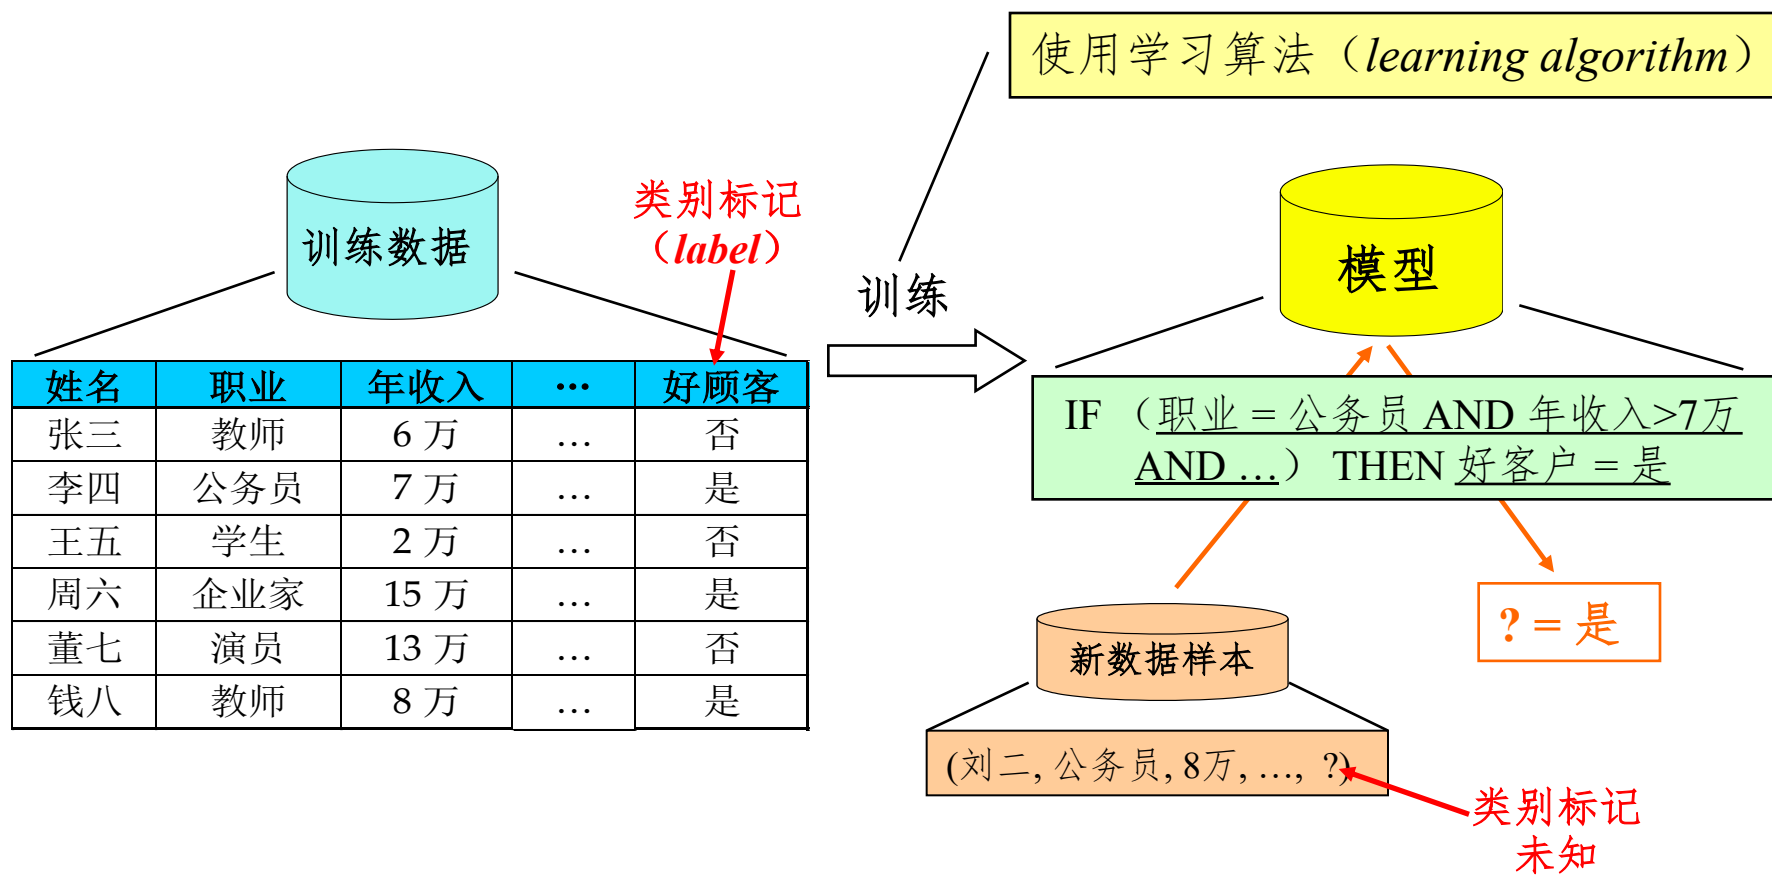 使用学习算法（learning algorithm）
训练数据
类别标记
（label）
训练
模型
姓名 职业 年收入 … 好顾客
张三 教师 6 万 … 否
李四 公务员 7 万 … 是
王五 学生 2 万 … 否
周六 企业家 15 万 … 是
董七 演员 13 万 … 否
钱八 教师 8 万 … 是
IF （职业 = 公务员 AND 年收入>7万
AND …） THEN 好客户 = 是
? = 是
新数据样本
(刘二, 公务员, 8万, …, ?)
类别标记
未知